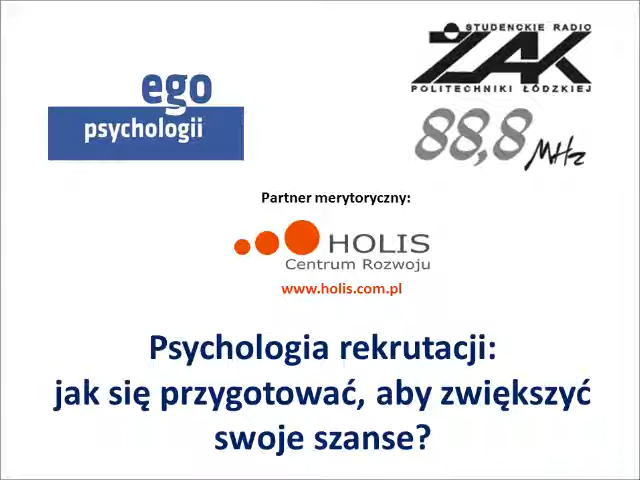 ego
psychologii
STUDENCKIE RADIO
ŻAK
POLITECHNIKI ŁÓDZKIEJ
88,8 MHz
Partner merytoryczny:
HOLIS
Centrum Rozwoju
www.holis.com.pl
Psychologia rekrutacji:
jak się przygotować, aby zwiększyć
swoje szanse?